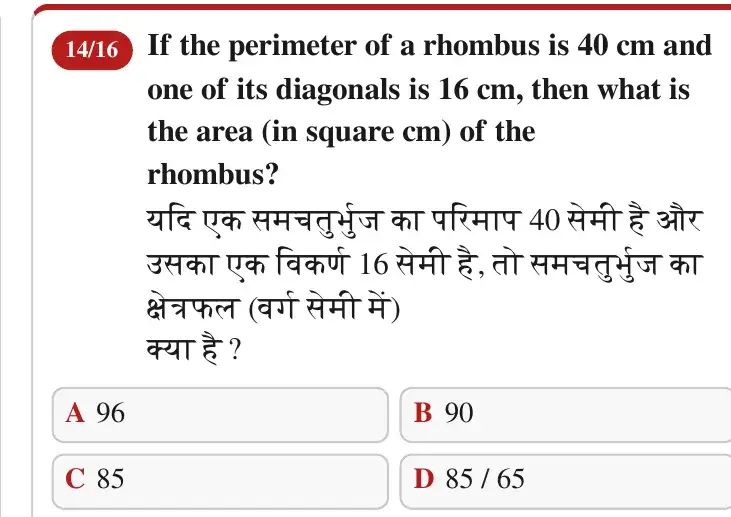 14/16 If the perimeter of a rhombus is 40 cm and
one of its diagonals is 16 cm, then what is
the area (in square cm) of the
rhombus?
यदि एक समचतुर्भुज का परिमाप 40 सेमी है और
उसका एक विकर्ण 16 सेमी है, तो समचतुर्भुज का
क्षेत्रफल (वर्ग सेमी में)
क्या है ?
A 96
B 90
C 85
D 85 / 65